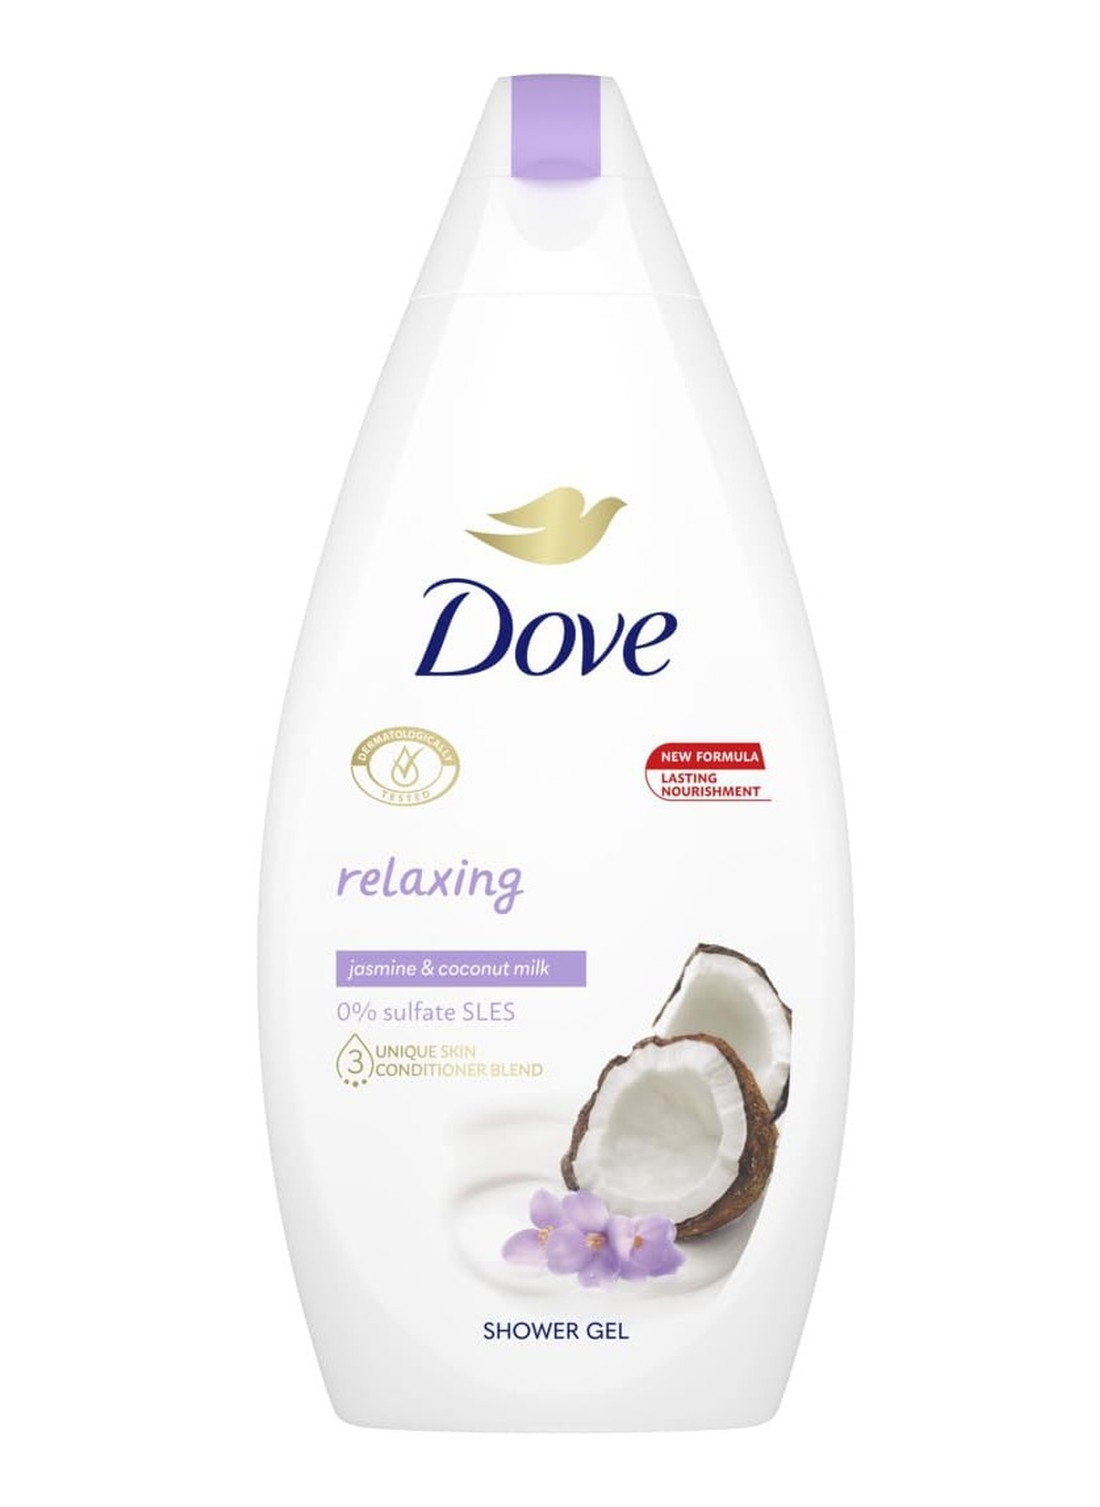 Dove
DERMATOLOGICALLY
TESTED
NEW FORMULA
LASTING
NOURISHMENT
relaxing
jasmine & coconut milk
0% sulfate SLES
3
UNIQUE SKIN
CONDITIONER BLEND
SHOWER GEL